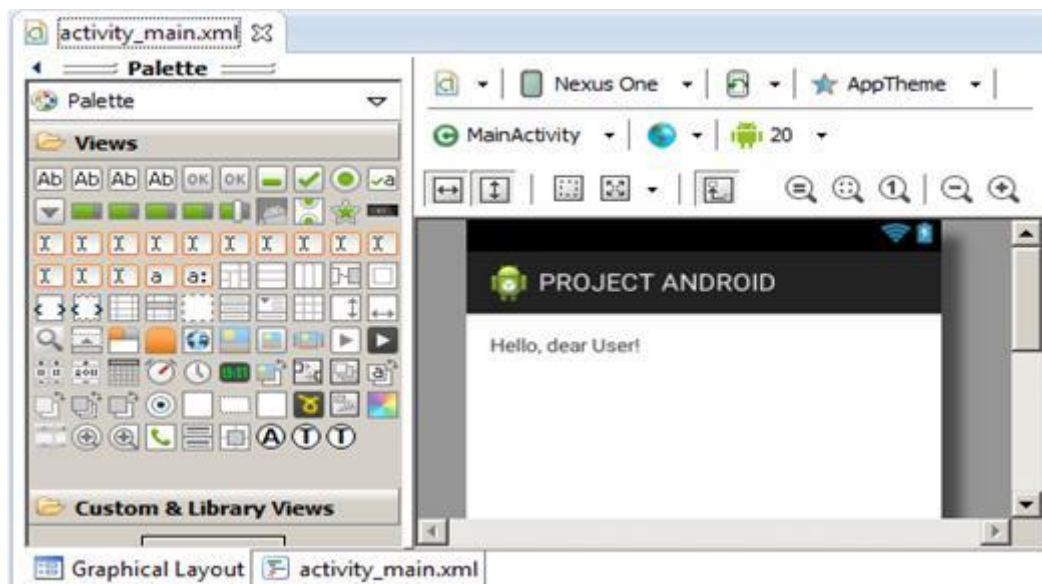 activity_main.xml
Palette
Palette
Views
Ab Ab Ab Ab OK OK a
a a:
A T T
Custom & Library Views
Nexus One AppTheme
MainActivity 20
1
PROJECT ANDROID
Hello, dear User!
Graphical Layout activity_main.xml